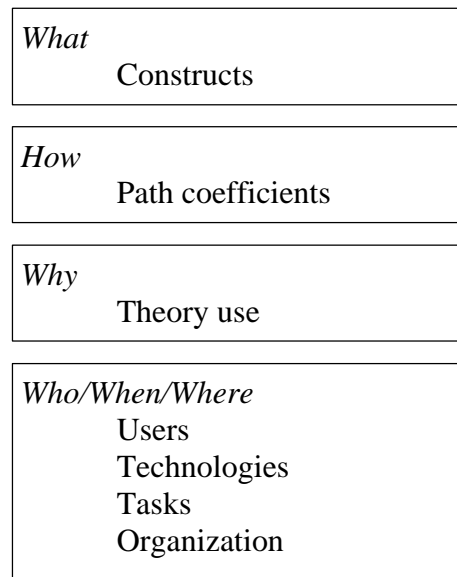 What
Constructs
How
Path coefficients
Why
Theory use
Who/When/Where
Users
Technologies
Tasks
Organization